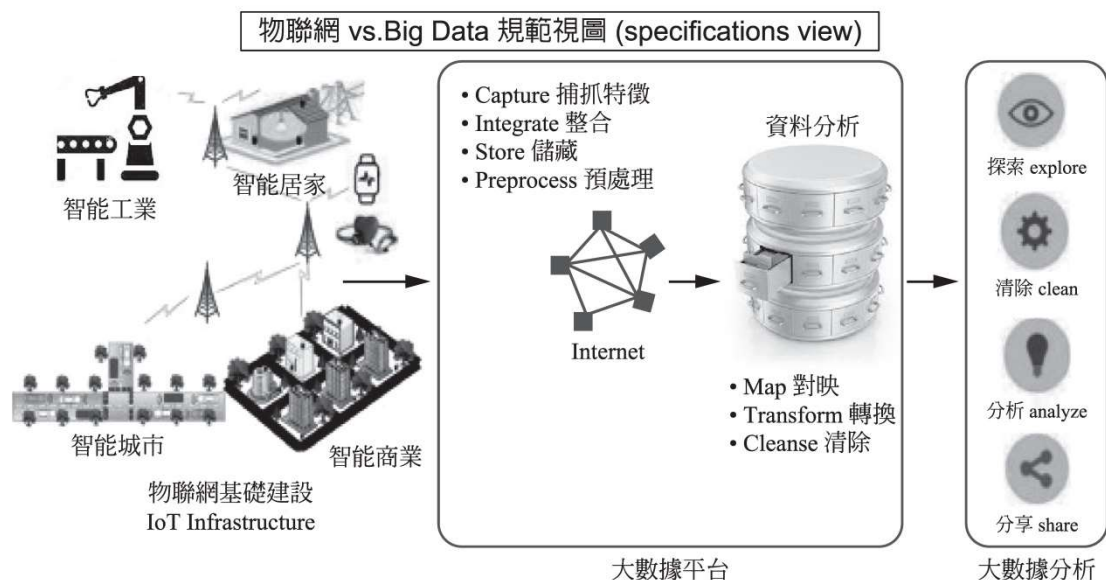 物聯網 vs.Big Data 規範視圖 (specifications view)
智能工業
智能居家
智能城市
智能商業
物聯網基礎建設
IoT Infrastructure
• Capture 捕抓特徵
• Integrate 整合
• Store 儲藏
• Preprocess 預處理
Internet
資料分析
• Map 對映
• Transform 轉換
• Cleanse 清除
大數據平台
探索 explore
清除 clean
分析 analyze
分享 share
大數據分析